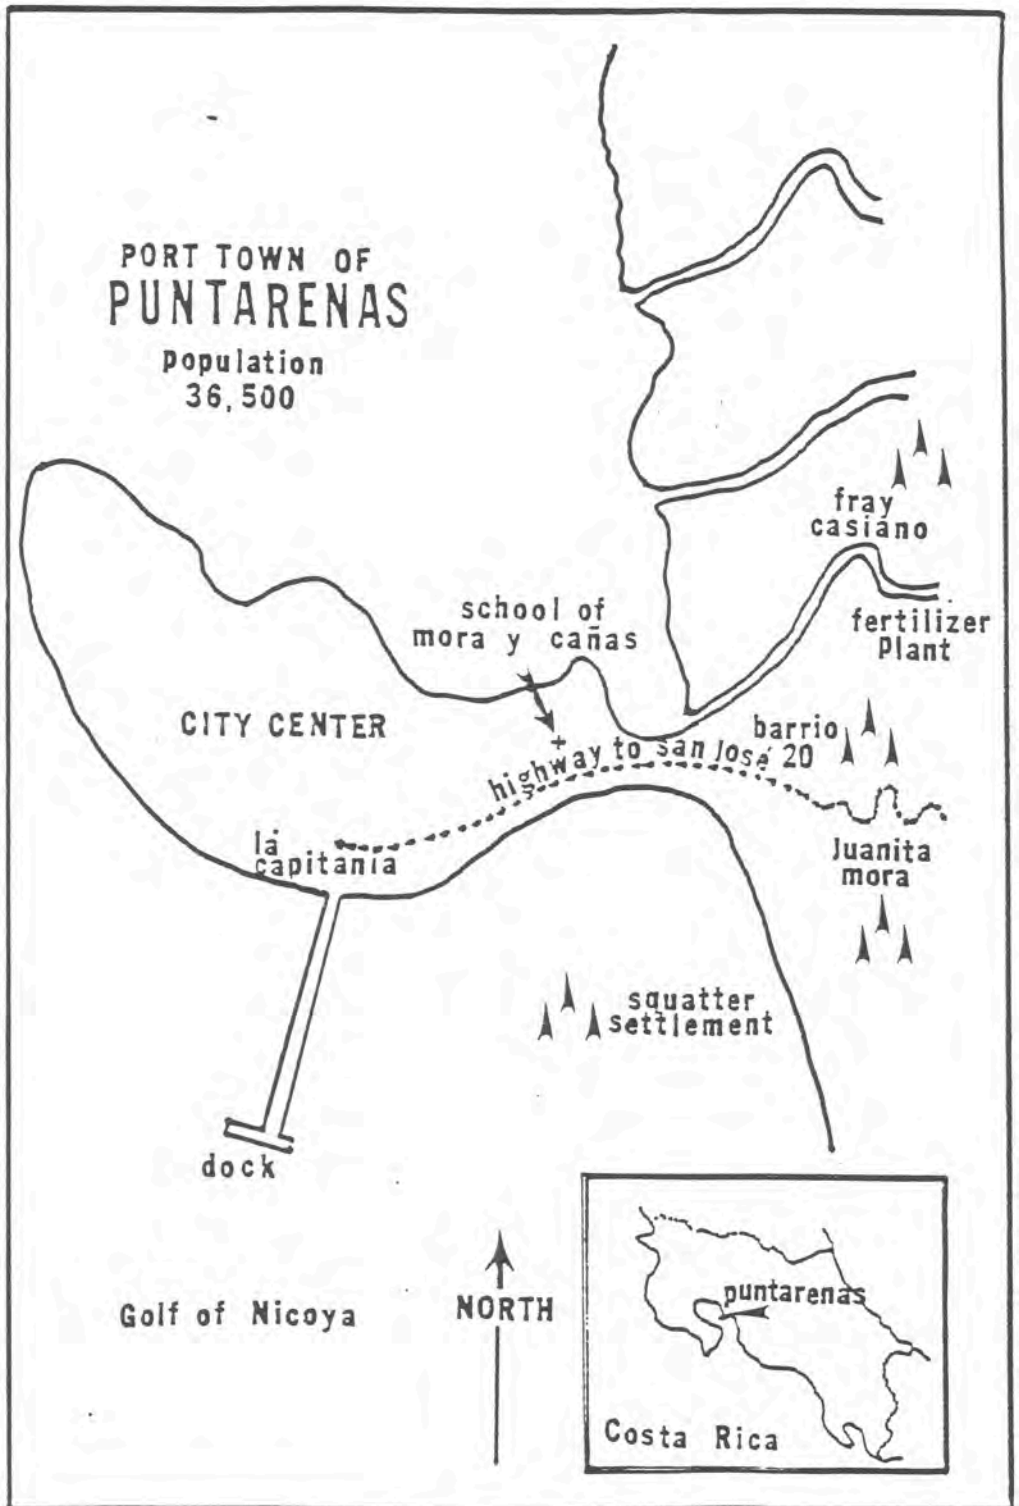 PORT TOWN OF
PUNTARENAS
population
36,500
fray
casiano
school of
mora y cañas
fertilizer
Plant
CITY CENTER
barrio
highway to san josé 20
la
capitanía
Juanita
mora
squatter
settlement
dock
Golf of Nicoya
NORTH
puntarenas
Costa Rica